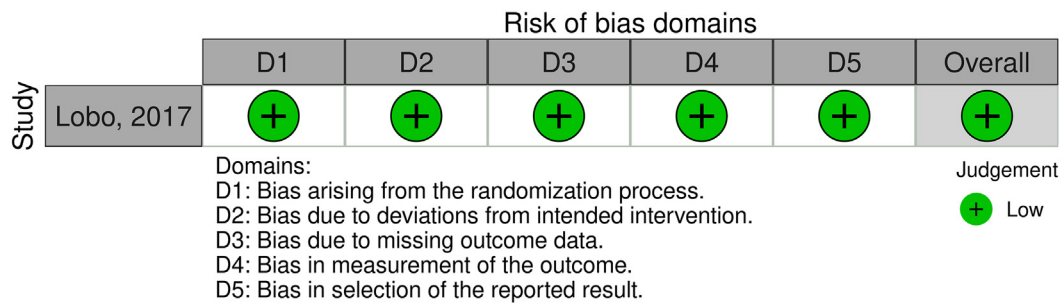 Risk of bias domains
D1 D2 D3 D4 D5 Overall
Study
Lobo, 2017 + + + + + +
Domains:
D1: Bias arising from the randomization process.
D2: Bias due to deviations from intended intervention.
D3: Bias due to missing outcome data.
D4: Bias in measurement of the outcome.
D5: Bias in selection of the reported result.
Judgement
+ Low